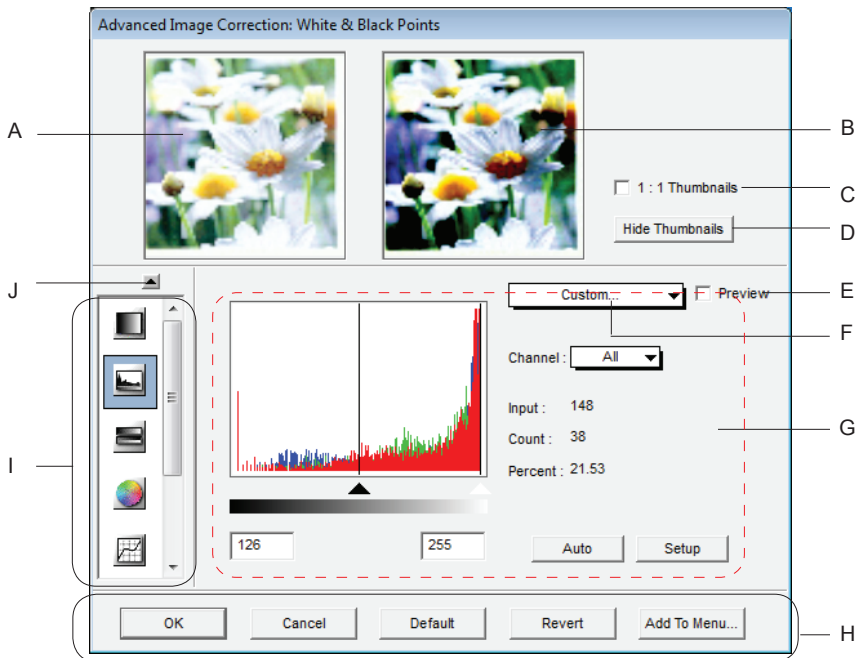 Advanced Image Correction: White & Black Points
A
B
1 : 1 Thumbnails
C
Hide Thumbnails
D
J
Custom...
Preview
E
F
Channel :
All
Input :
148
Count :
38
G
Percent :
21.53
I
126
255
Auto
Setup
OK
Cancel
Default
Revert
Add To Menu...
H